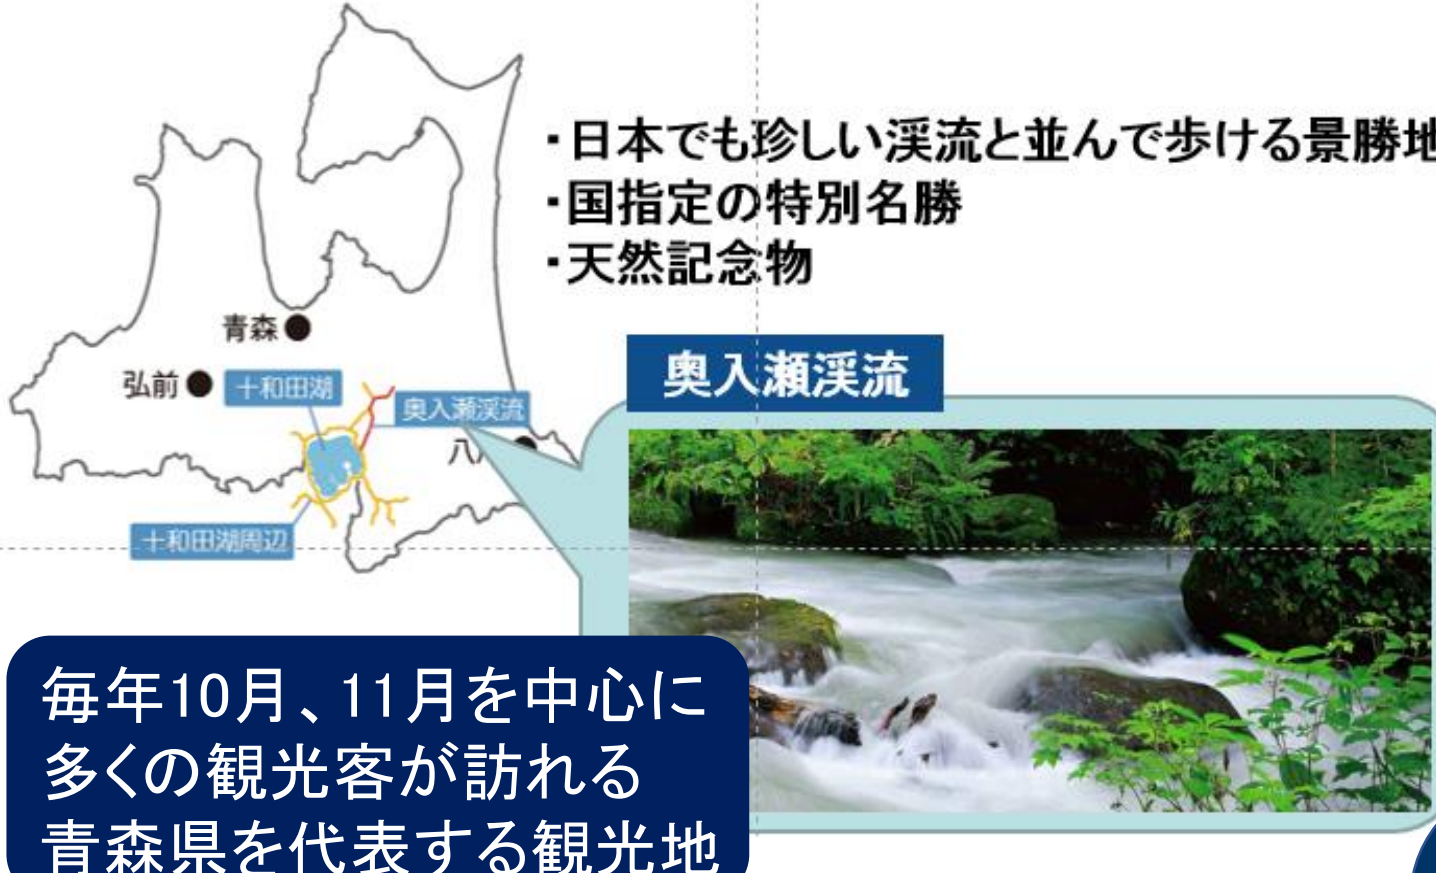 ・日本でも珍しい渓流と並んで歩ける景勝地
・国指定の特別名勝
・天然記念物
青森
弘前
十和田湖
奥入瀬渓流
八
十和田湖周辺
奥入瀬渓流
毎年10月、11月を中心に
多くの観光客が訪れる
青森県を代表する観光地